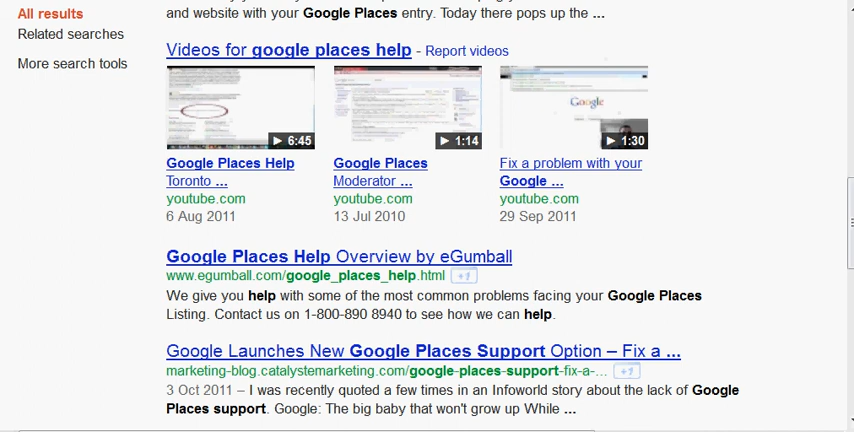 All results
Related searches
More search tools
and website with your Google Places entry. Today there pops up the ...
Videos for google places help - Report videos
6:45
1:14
Google
1:30
Google Places Help
Toronto ...
youtube.com
6 Aug 2011
Google Places
Moderator ...
youtube.com
13 Jul 2010
Fix a problem with your
Google ...
youtube.com
29 Sep 2011
Google Places Help Overview by eGumball
www.egumball.com/google_places_help.html +1
We give you help with some of the most common problems facing your Google Places
Listing. Contact us on 1-800-890 8940 to see how we can help.
Google Launches New Google Places Support Option – Fix a ...
marketing-blog.catalystemarketing.com/google-places-support-fix-a-... +1
3 Oct 2011 – I was recently quoted a few times in an Infoworld story about the lack of Google
Places support. Google: The big baby that won't grow up While ...